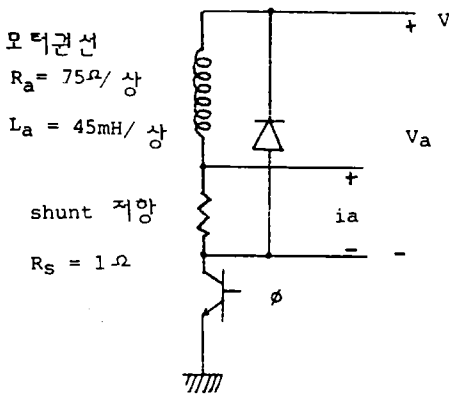 + V
모터권선
Ra= 75Ω/ 상
La = 45mH/ 상
Va
+
shunt 저항
ia
- -
Rs = 1Ω
ø